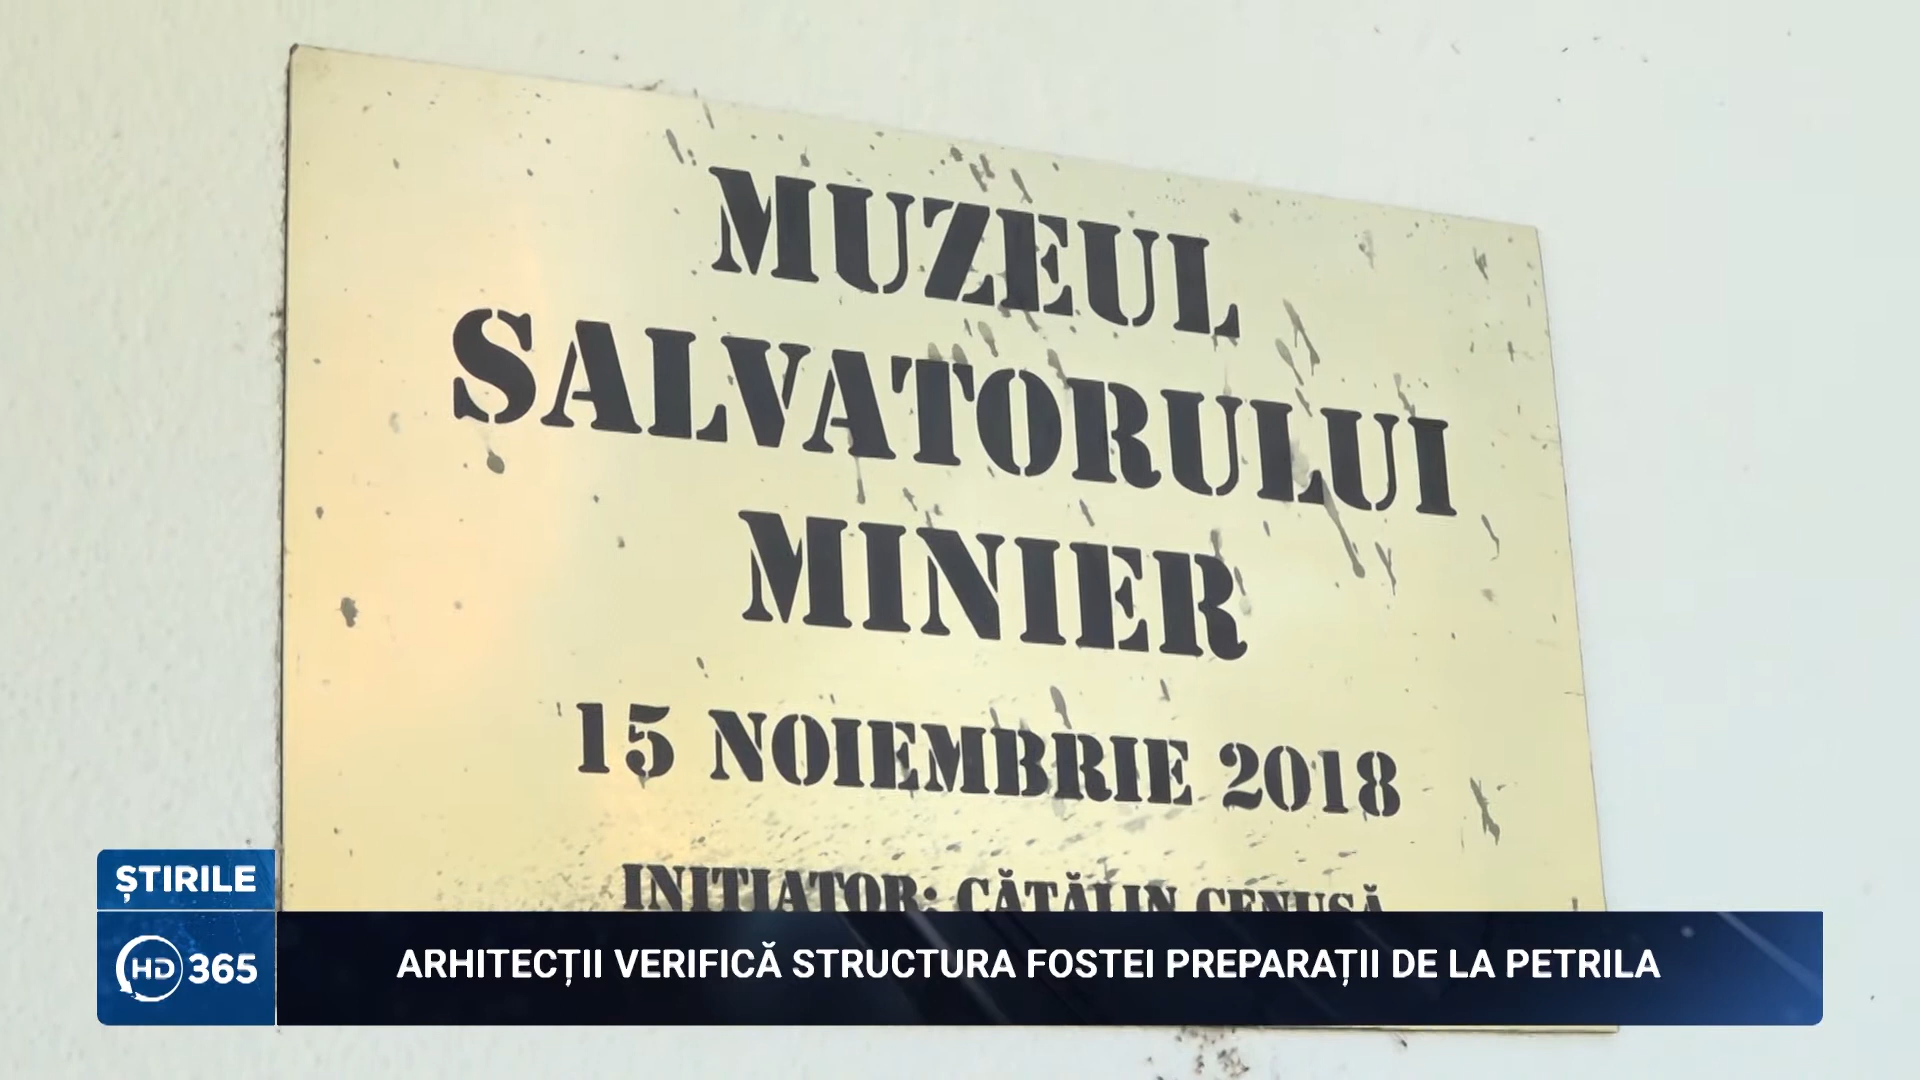 MUZEUL
SALVATORULUI
MINIER
15 NOIEMBRIE 2018
INITIATOR: CĂTĂLIN CENUSĂ
ȘTIRILE
HD 365
ARHITECȚII VERIFICĂ STRUCTURA FOSTEI PREPARAȚII DE LA PETRILA